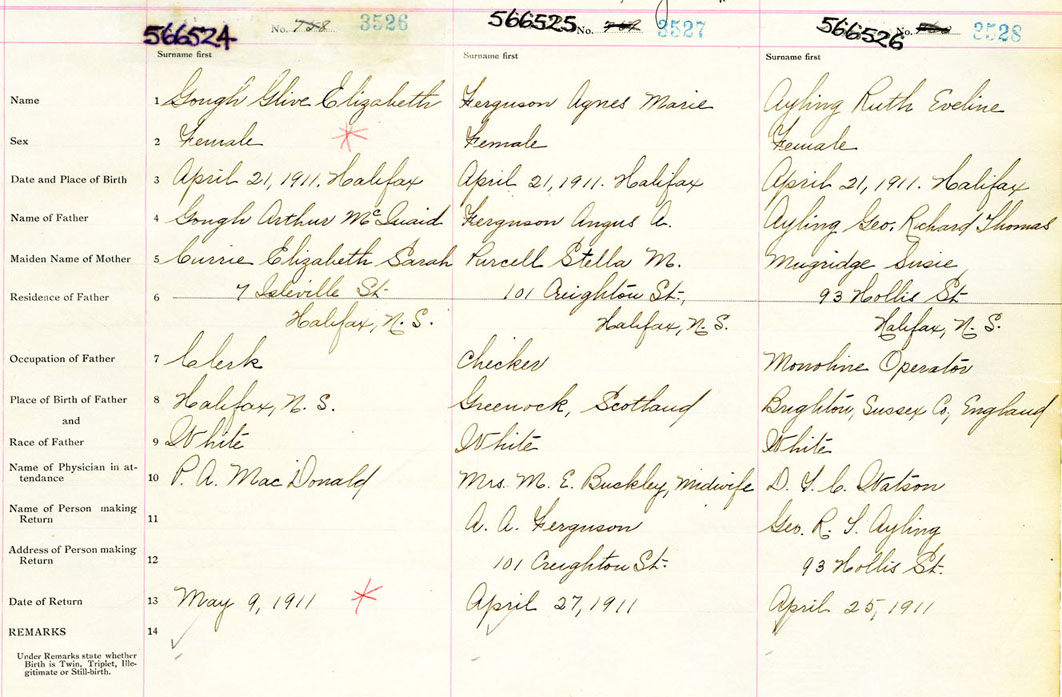 566524 No. 758 3526
566525 No. 759 3527
566526 No. 3528
Surname first Surname first Surname first
Name 1 Gough Olive Elizabeth Ferguson Agnes Marie Ayling Ruth Eveline
Sex 2 Female Female Female
Date and Place of Birth 3 April 21, 1911. Halifax April 21, 1911. Halifax April 21, 1911. Halifax
Name of Father 4 Gough Arthur McQuaid Ferguson Angus A. Ayling Geo. Richard Thomas
Maiden Name of Mother 5 Currie Elizabeth Sarah Purcell Stella M. Mugridge Susie
Residence of Father 6 7 Isleville St. 101 Creighton St., 93 Hollis St
Halifax, N. S. Halifax, N. S. Halifax, N. S.
Occupation of Father 7 Clerk Checker Monoline Operator
Place of Birth of Father 8 Halifax, N. S. Greenock, Scotland Brighton, Sussex Co, England
and
Race of Father 9 White White White
Name of Physician in at-
tendance 10 P. A. MacDonald Mrs. M. E. Buckley, Midwife D. F. C. Watson
Name of Person making
Return 11 A. A. Ferguson Geo. R. T. Ayling
Address of Person making
Return 12 101 Creighton St. 93 Hollis St.
Date of Return 13 May 9, 1911 April 27, 1911 April 25, 1911
REMARKS 14
Under Remarks state whether
Birth is Twin, Triplet, Ille-
gitimate or Still-birth.